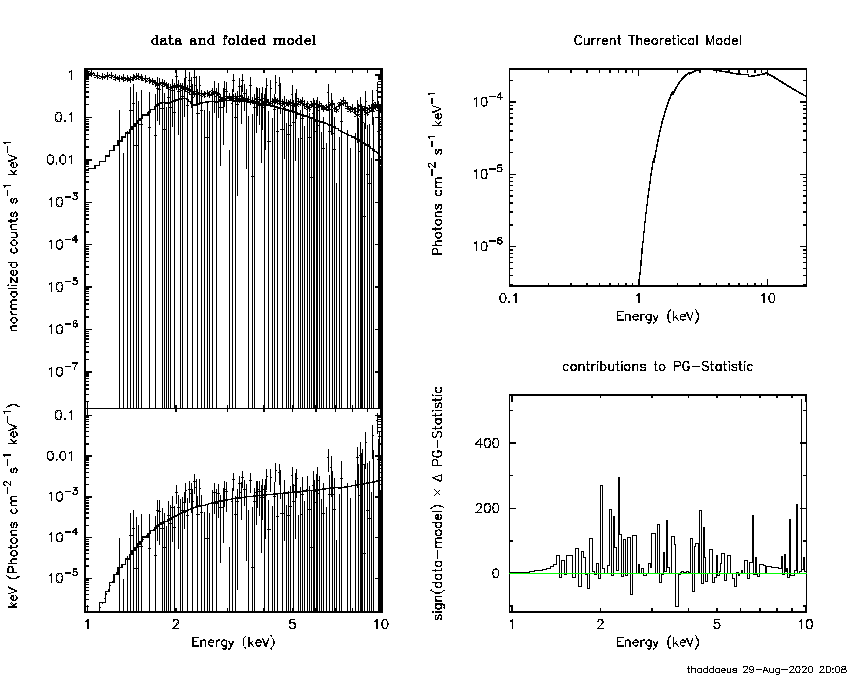 data and folded model
normalized counts s−1 keV−1
1
0.1
0.01
10−3
10−4
10−5
10−6
10−7
keV (Photons cm−2 s−1 keV−1)
0.1
0.01
10−3
10−4
10−5
1 2 5 10
Energy (keV)
Current Theoretical Model
Photons cm−2 s−1 keV−1
10−4
10−5
10−6
0.1 1 10
Energy (keV)
contributions to PG−Statistic
sign(data−model) × Δ PG−Statistic
400
200
0
1 2 5 10
Energy (keV)
thaddaeus 29−Aug−2020 20:08